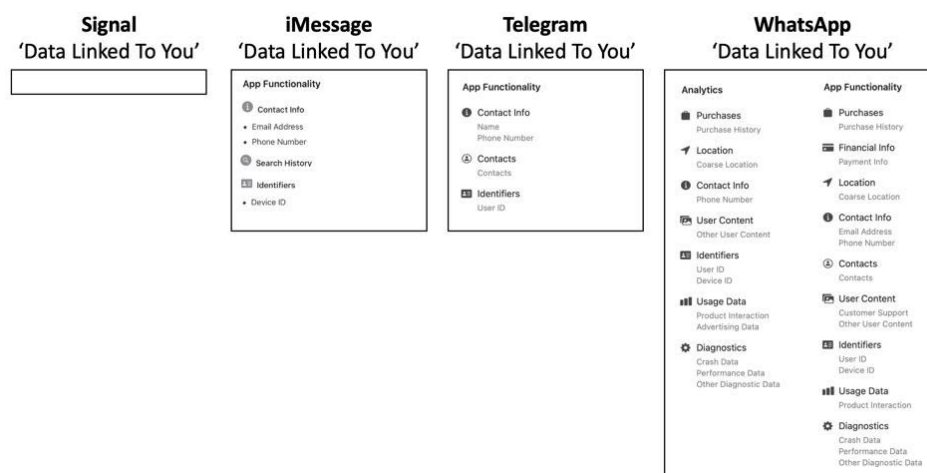 Signal
'Data Linked To You'
iMessage
'Data Linked To You'
App Functionality
Contact Info
• Email Address
• Phone Number
Search History
Identifiers
• Device ID
Telegram
'Data Linked To You'
App Functionality
Contact Info
Name
Phone Number
Contacts
Contacts
Identifiers
User ID
WhatsApp
'Data Linked To You'
Analytics
Purchases
Purchase History
Location
Coarse Location
Contact Info
Phone Number
User Content
Other User Content
Identifiers
User ID
Device ID
Usage Data
Product Interaction
Advertising Data
Diagnostics
Crash Data
Performance Data
Other Diagnostic Data
App Functionality
Purchases
Purchase History
Financial Info
Payment Info
Location
Coarse Location
Contact Info
Email Address
Phone Number
Contacts
Contacts
User Content
Customer Support
Other User Content
Identifiers
User ID
Device ID
Usage Data
Product Interaction
Diagnostics
Crash Data
Performance Data
Other Diagnostic Data